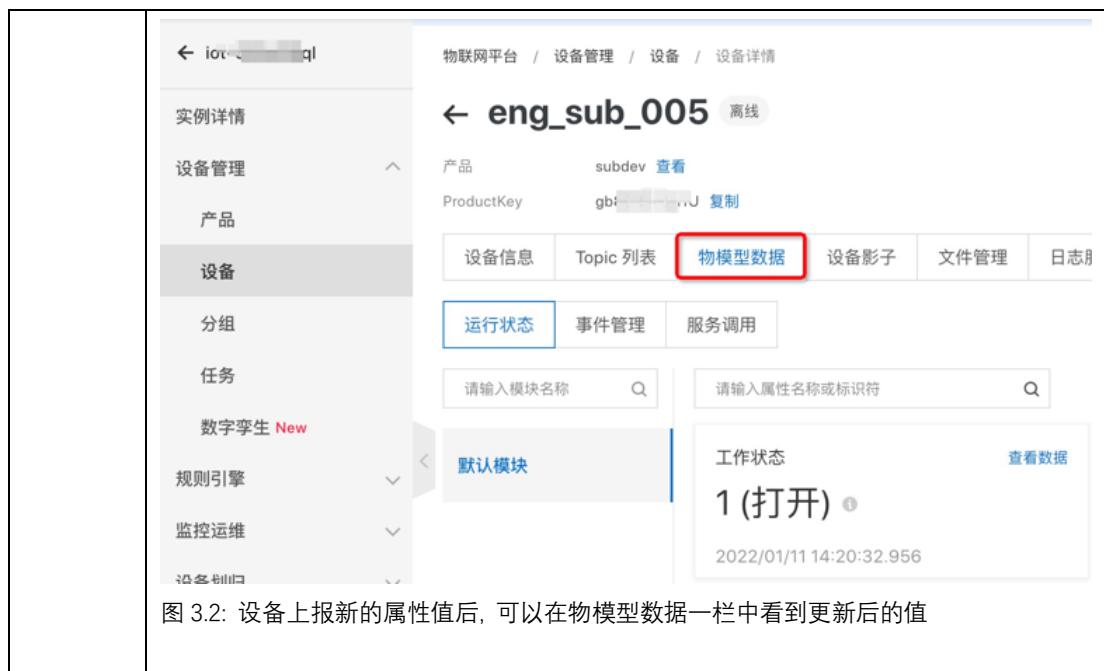 物联网平台 / 设备管理 / 设备 / 设备详情
实例详情
设备管理
产品
设备
分组
任务
数字孪生 New
规则引擎
监控运维
设备划归
← eng_sub_005 离线
产品 subdev 查看
ProductKey 复制
设备信息 Topic 列表 物模型数据 设备影子 文件管理 日志服
运行状态 事件管理 服务调用
请输入模块名称 请输入属性名称或标识符
默认模块
工作状态 查看数据
1 (打开)
2022/01/11 14:20:32.956
图 3.2: 设备上报新的属性值后, 可以在物模型数据一栏中看到更新后的值